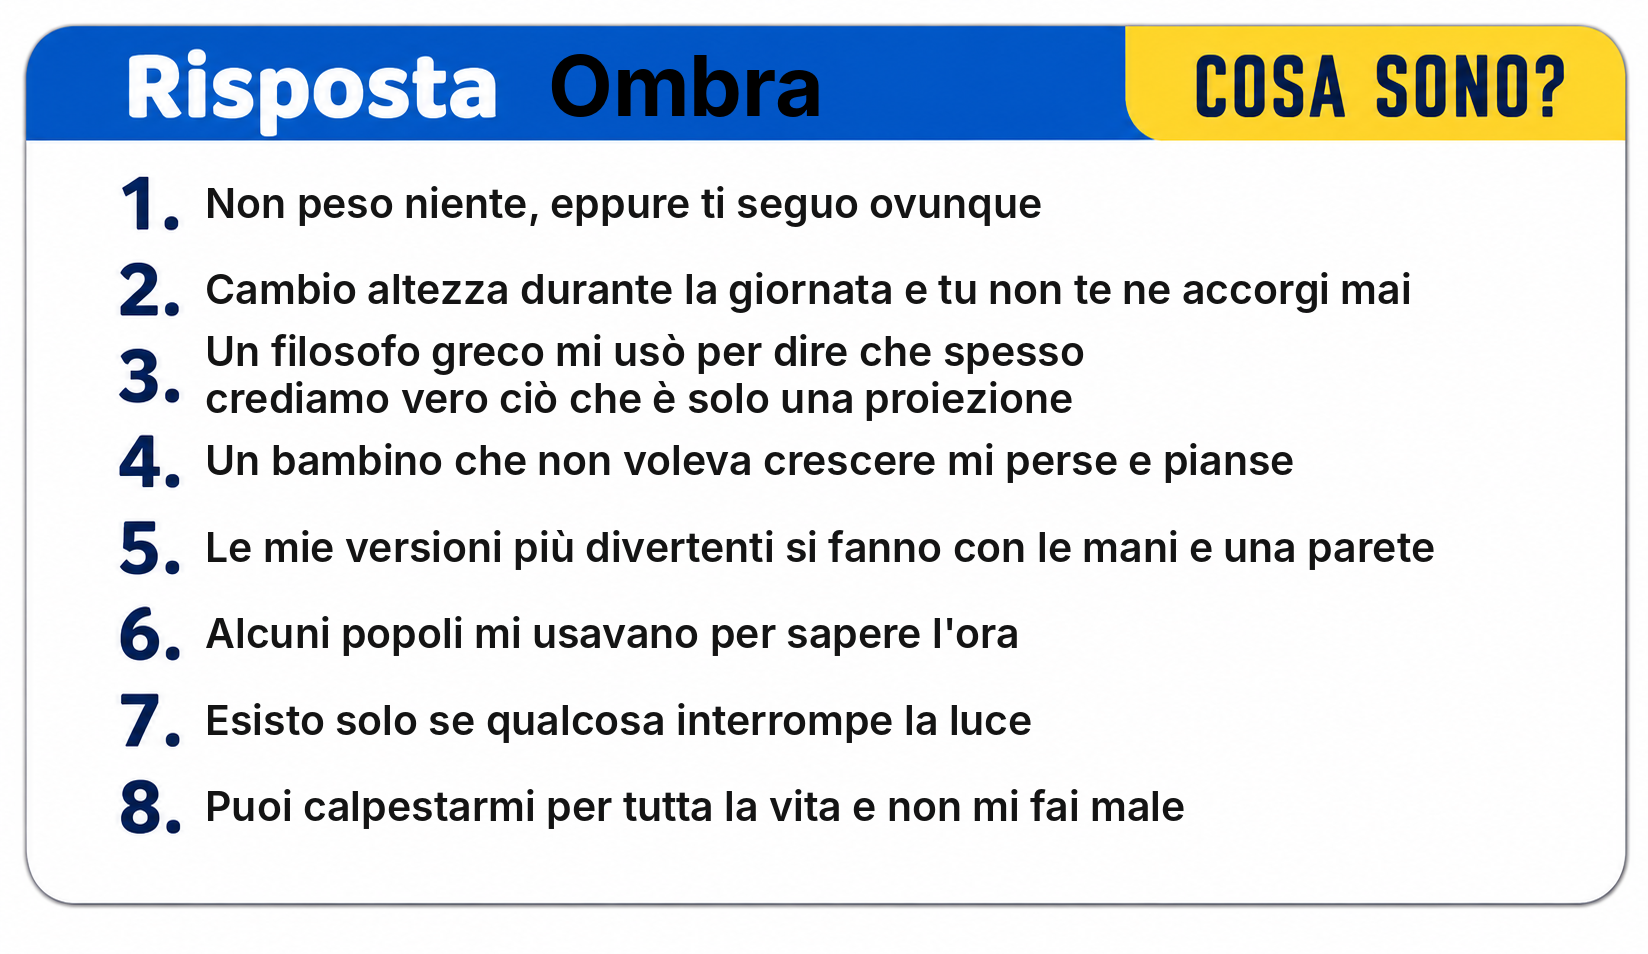 Risposta Ombra
COSA SONO?
1. Non peso niente, eppure ti seguo ovunque
2. Cambio altezza durante la giornata e tu non te ne accorgi mai
3. Un filosofo greco mi usò per dire che spesso
crediamo vero ciò che è solo una proiezione
4. Un bambino che non voleva crescere mi perse e pianse
5. Le mie versioni più divertenti si fanno con le mani e una parete
6. Alcuni popoli mi usavano per sapere l'ora
7. Esisto solo se qualcosa interrompe la luce
8. Puoi calpestarmi per tutta la vita e non mi fai male